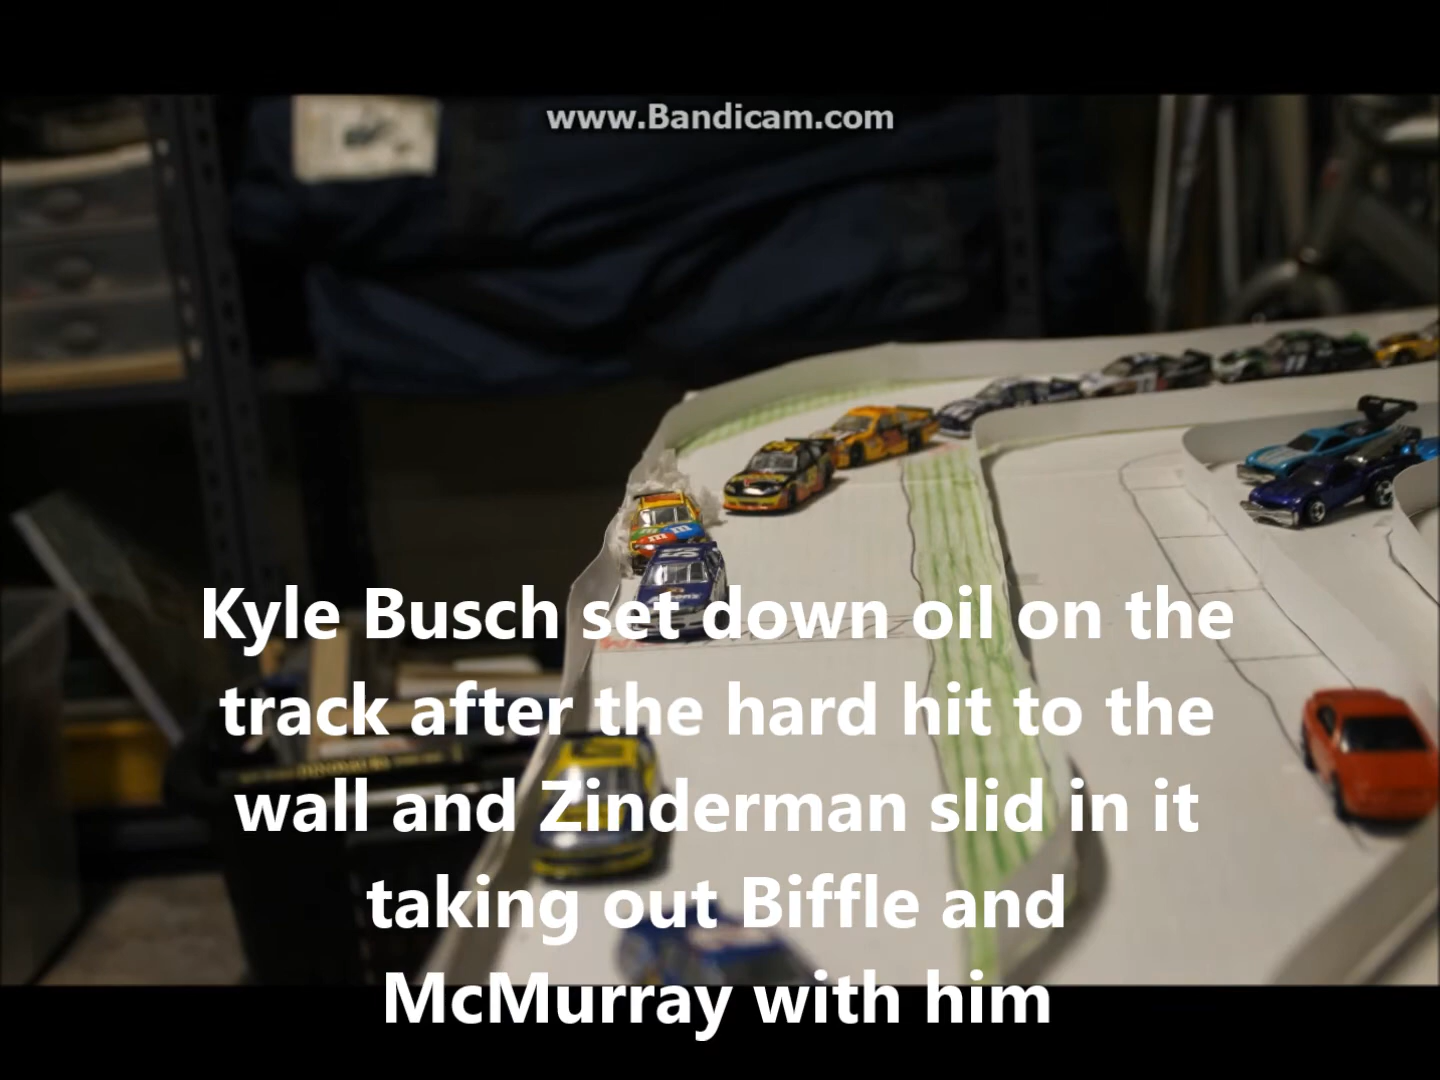 www.Bandicam.com
Kyle Busch set down oil on the
track after the hard hit to the
wall and Zinderman slid in it
taking out Biffle and
McMurray with him